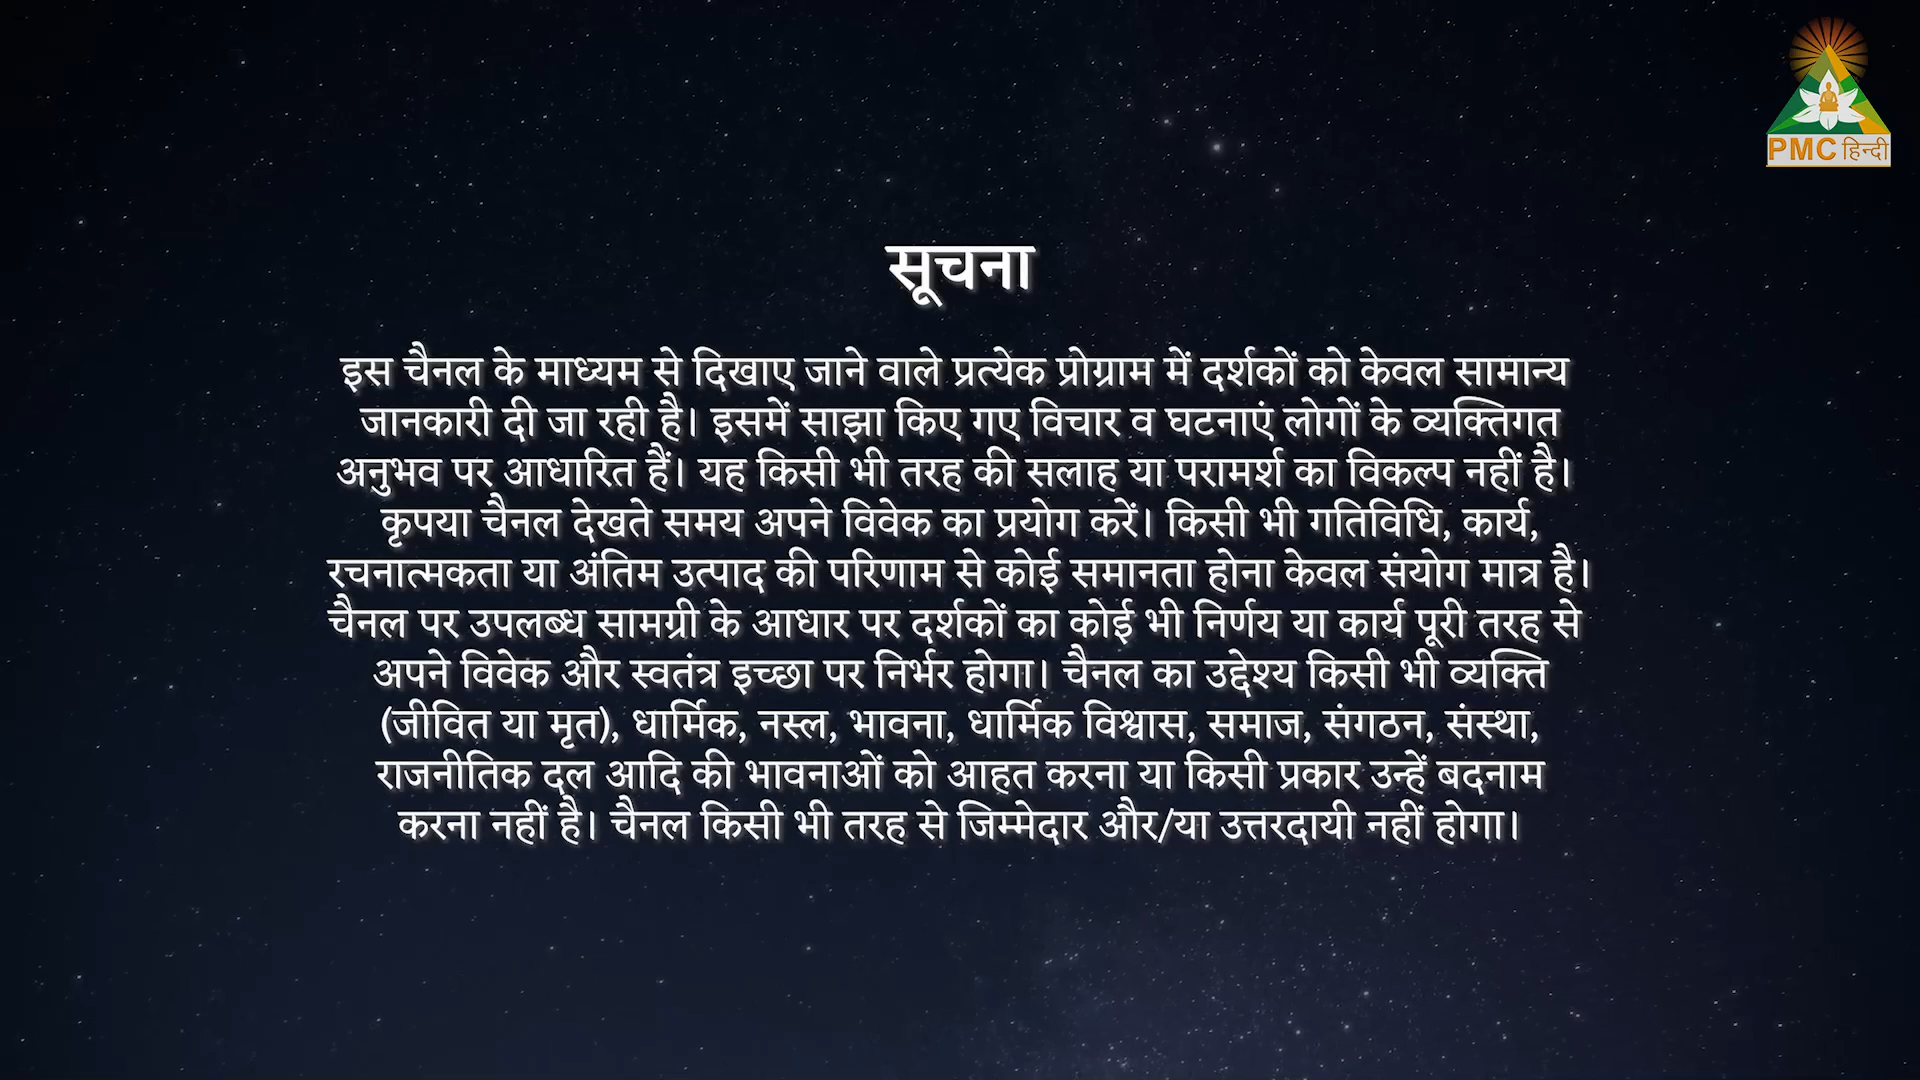 PMC हिन्दी
सूचना
इस चैनल के माध्यम से दिखाए जाने वाले प्रत्येक प्रोग्राम में दर्शकों को केवल सामान्य
जानकारी दी जा रही है। इसमें साझा किए गए विचार व घटनाएं लोगों के व्यक्तिगत
अनुभव पर आधारित हैं। यह किसी भी तरह की सलाह या परामर्श का विकल्प नहीं है।
कृपया चैनल देखते समय अपने विवेक का प्रयोग करें। किसी भी गतिविधि, कार्य,
रचनात्मकता या अंतिम उत्पाद की परिणाम से कोई समानता होना केवल संयोग मात्र है।
चैनल पर उपलब्ध सामग्री के आधार पर दर्शकों का कोई भी निर्णय या कार्य पूरी तरह से
अपने विवेक और स्वतंत्र इच्छा पर निर्भर होगा। चैनल का उद्देश्य किसी भी व्यक्ति
(जीवित या मृत), धार्मिक, नस्ल, भावना, धार्मिक विश्वास, समाज, संगठन, संस्था,
राजनीतिक दल आदि की भावनाओं को आहत करना या किसी प्रकार उन्हें बदनाम
करना नहीं है। चैनल किसी भी तरह से जिम्मेदार और/या उत्तरदायी नहीं होगा।